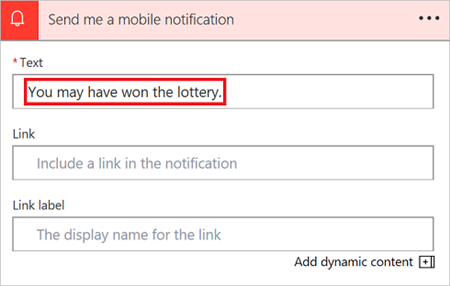 Send me a mobile notification
* Text
You may have won the lottery.
Link
Include a link in the notification
Link label
The display name for the link
Add dynamic content